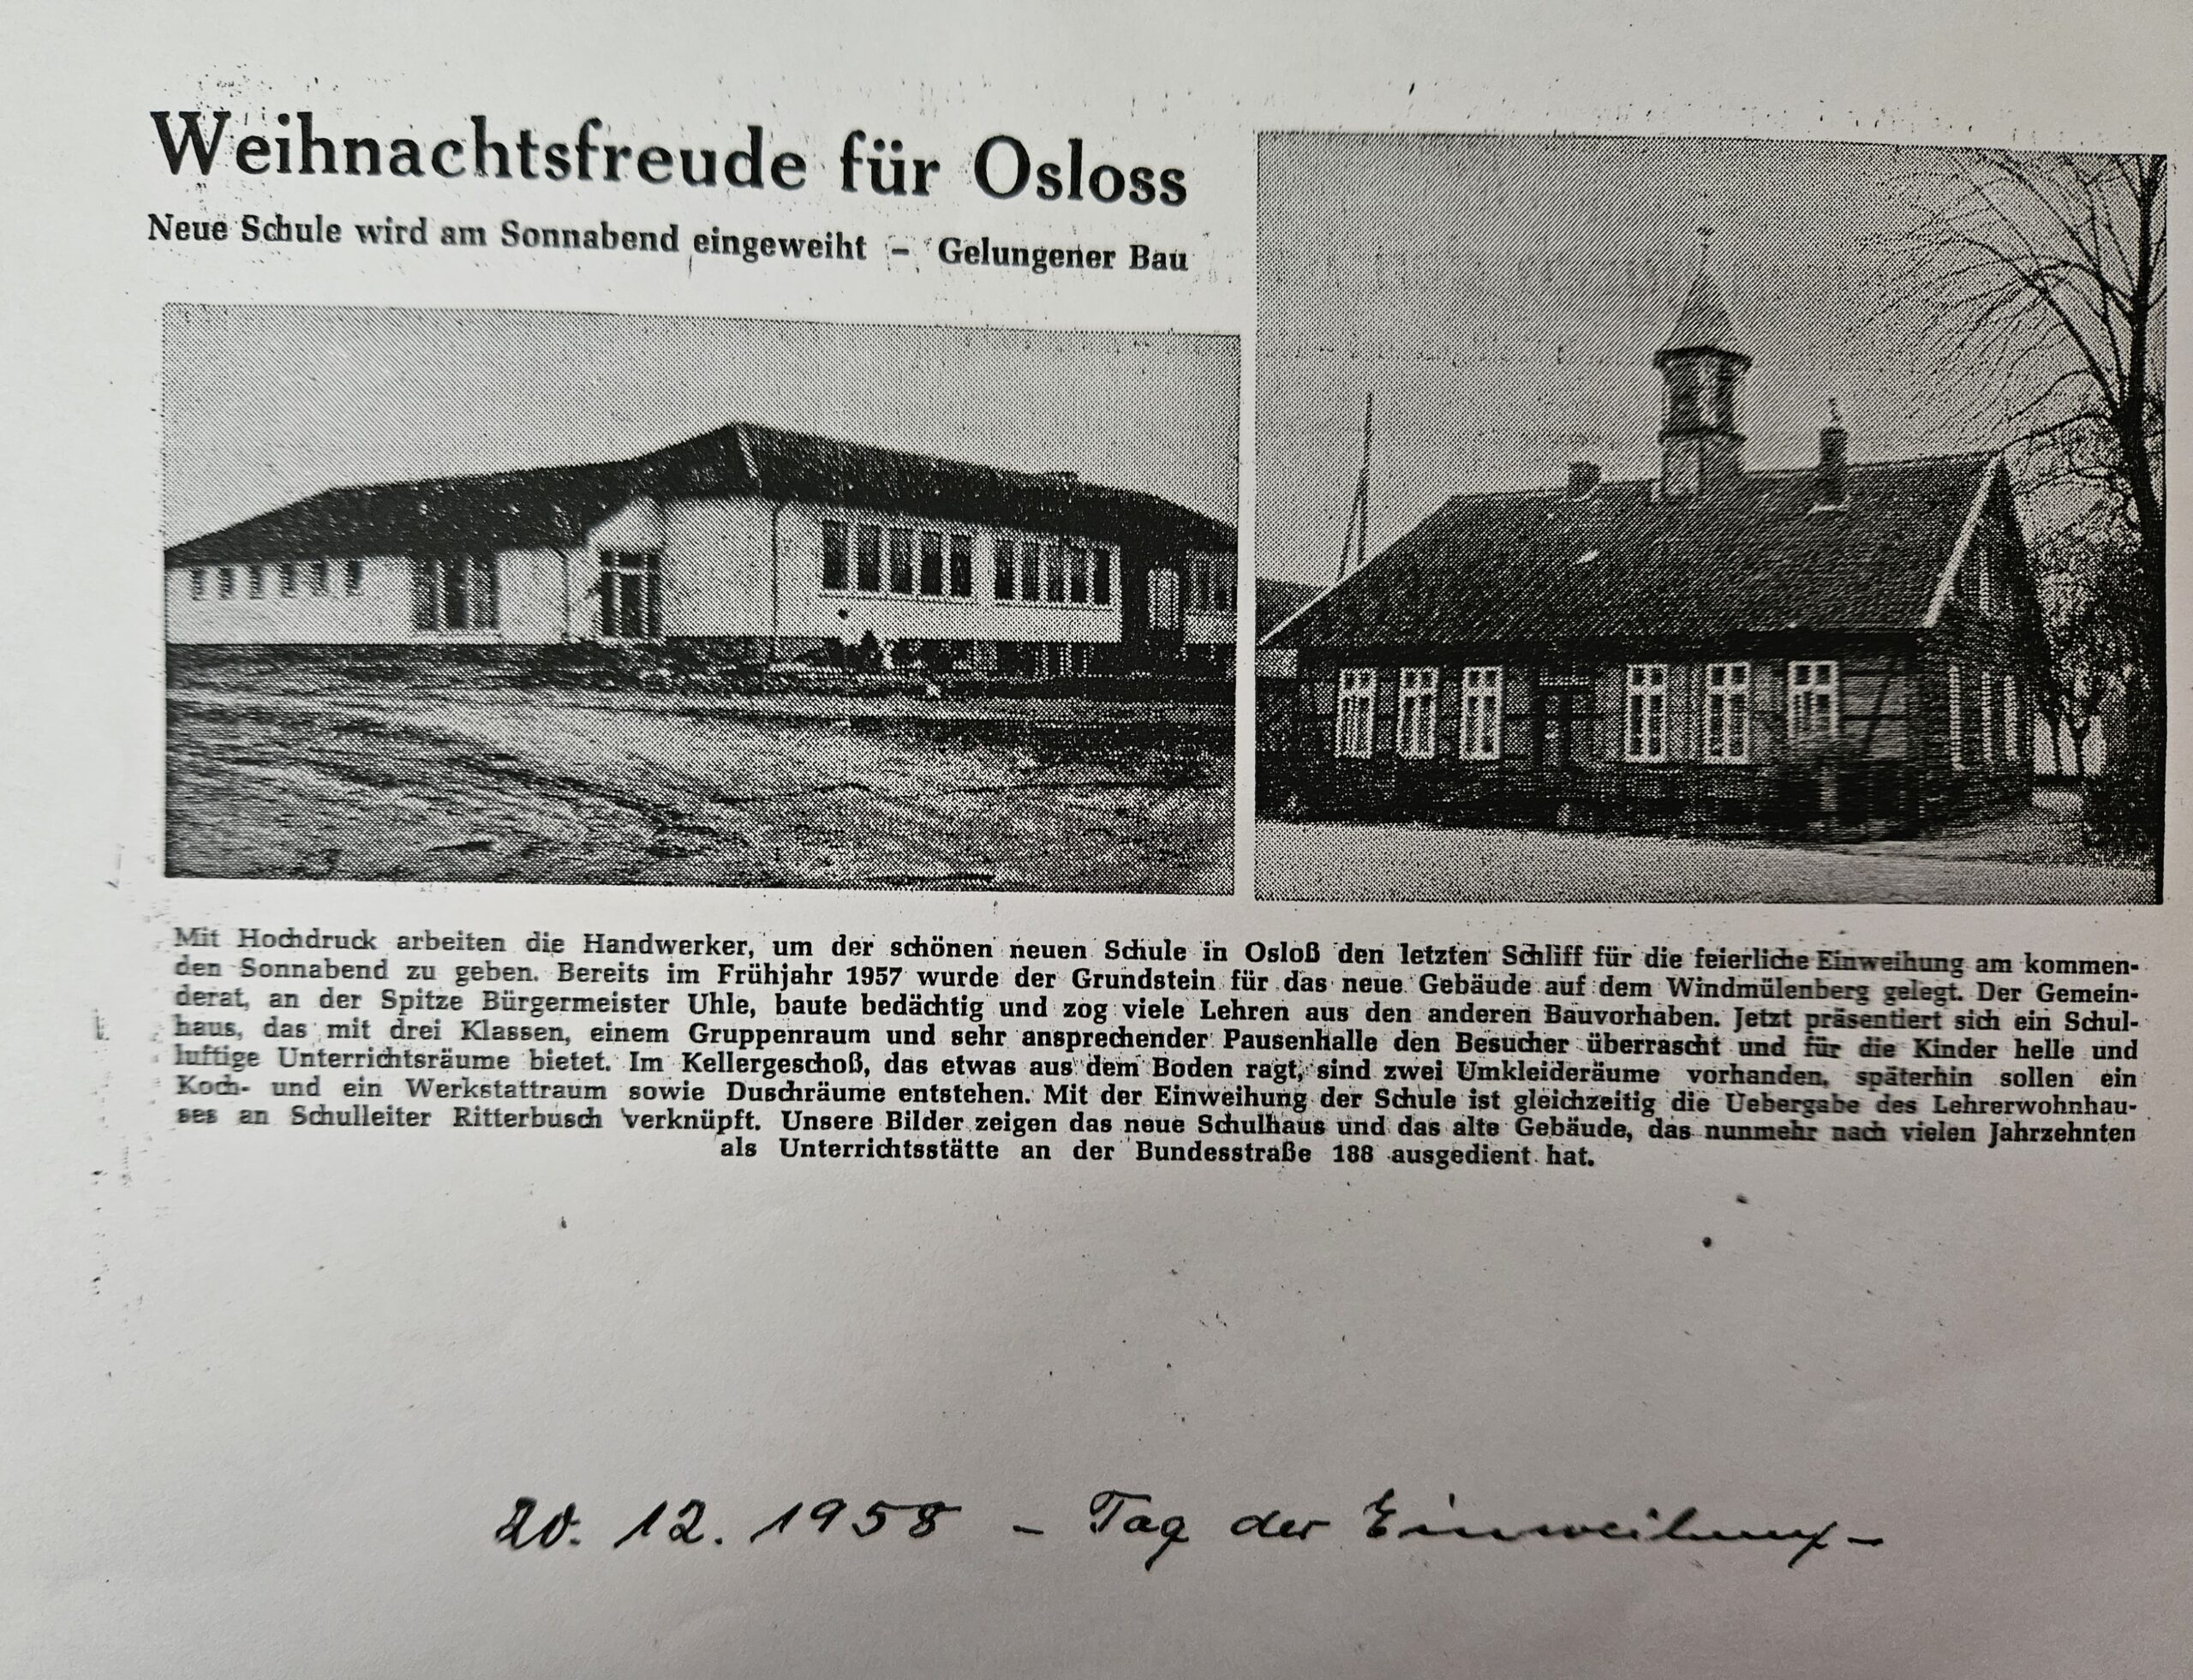 Weihnachtsfreude für Osloss
Neue Schule wird am Sonnabend eingeweiht – Gelungener Bau
Mit Hochdruck arbeiten die Handwerker, um der schönen neuen Schule in Osloß den letzten Schliff für die feierliche Einweihung am kommen-
den Sonnabend zu geben. Bereits im Frühjahr 1957 wurde der Grundstein für das neue Gebäude auf dem Windmülenberg gelegt. Der Gemein-
derat, an der Spitze Bürgermeister Uhle, baute bedächtig und zog viele Lehren aus den anderen Bauvorhaben. Jetzt präsentiert sich ein Schul-
haus, das mit drei Klassen, einem Gruppenraum und sehr ansprechender Pausenhalle den Besucher überrascht und für die Kinder helle und
luftige Unterrichtsräume bietet. Im Kellergeschoß, das etwas aus dem Boden ragt, sind zwei Umkleideräume vorhanden, späterhin sollen ein
Koch- und ein Werkstattraum sowie Duschräume entstehen. Mit der Einweihung der Schule ist gleichzeitig die Uebergabe des Lehrerwohnhau-
ses an Schulleiter Ritterbusch verknüpft. Unsere Bilder zeigen das neue Schulhaus und das alte Gebäude, das nunmehr nach vielen Jahrzehnten
als Unterrichtsstätte an der Bundesstraße 188 ausgedient hat.
20. 12. 1958 – Tag der Einweihung –